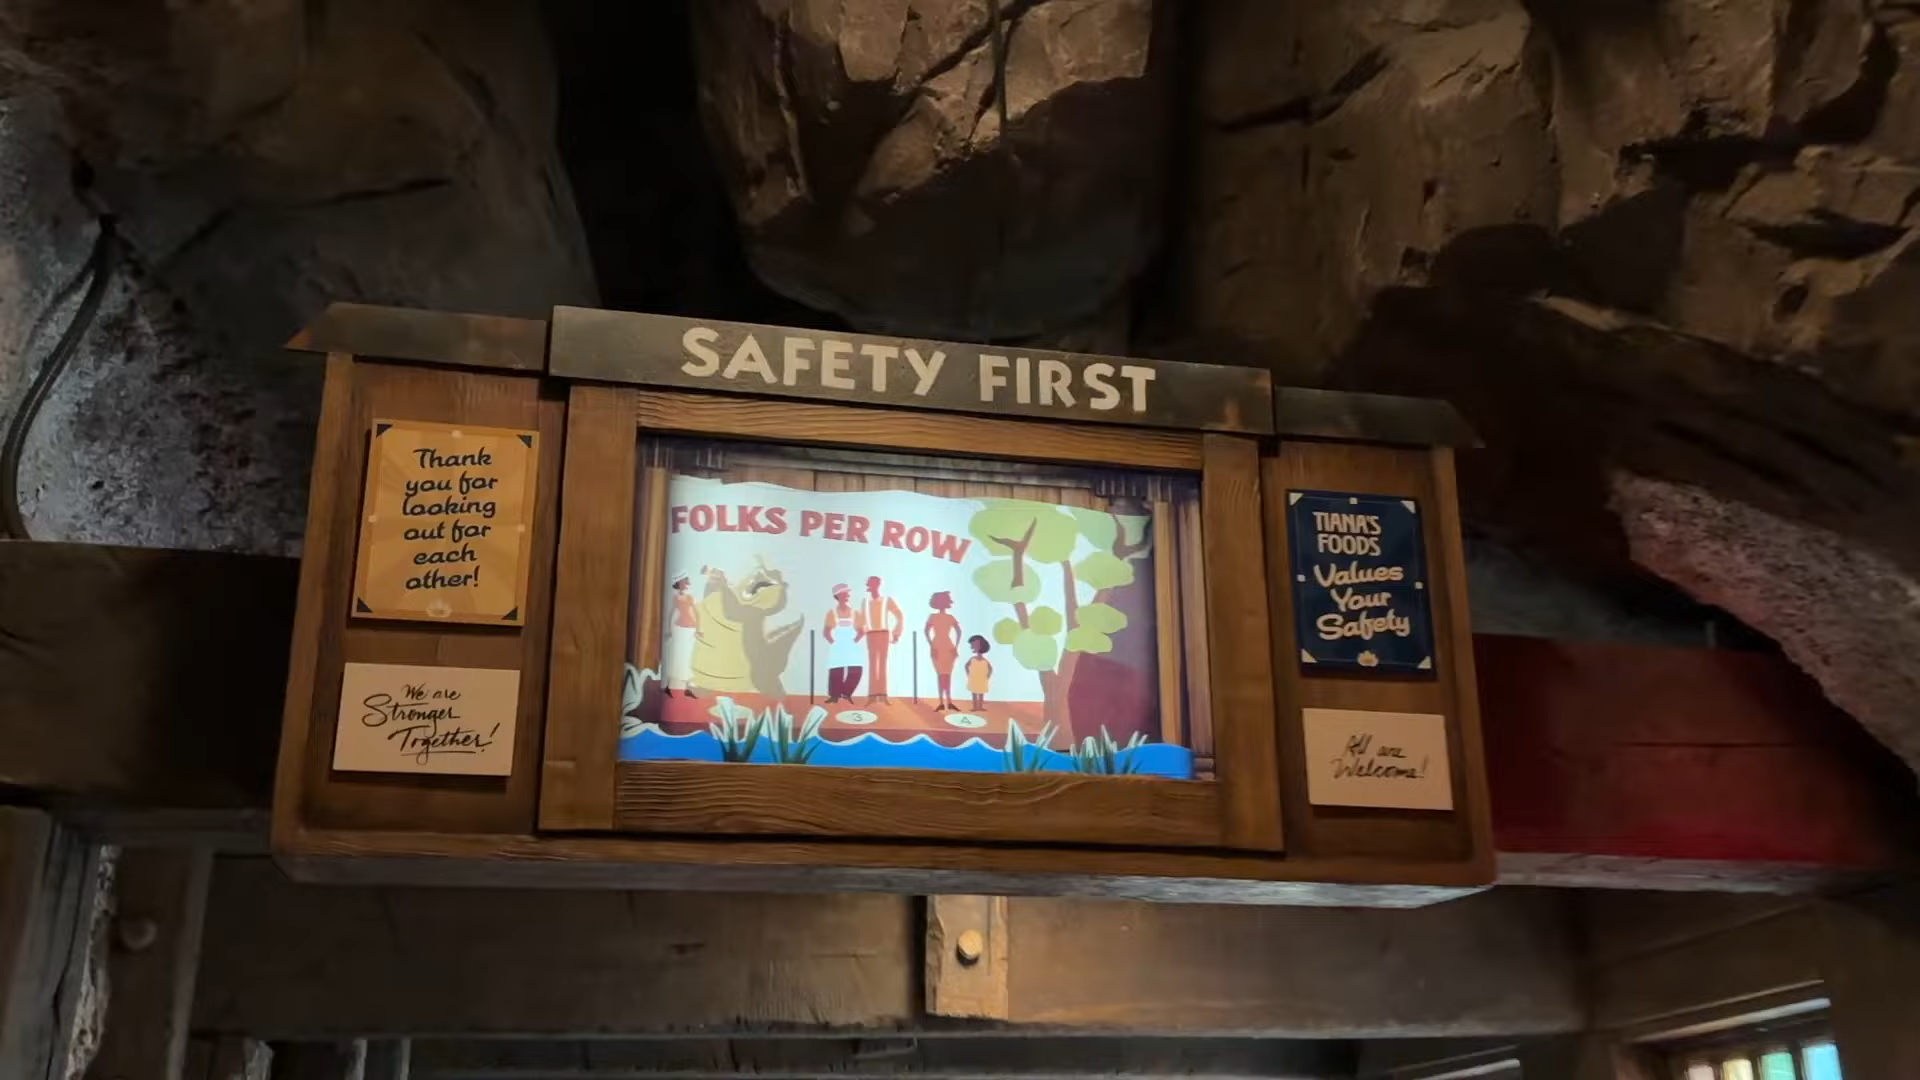 SAFETY FIRST
Thank
you for
looking
out for
each
other!
We are
Stronger
Together!
FOLKS PER ROW
3
4
TIANA'S
FOODS
Values
Your
Safety
All are
Welcome!